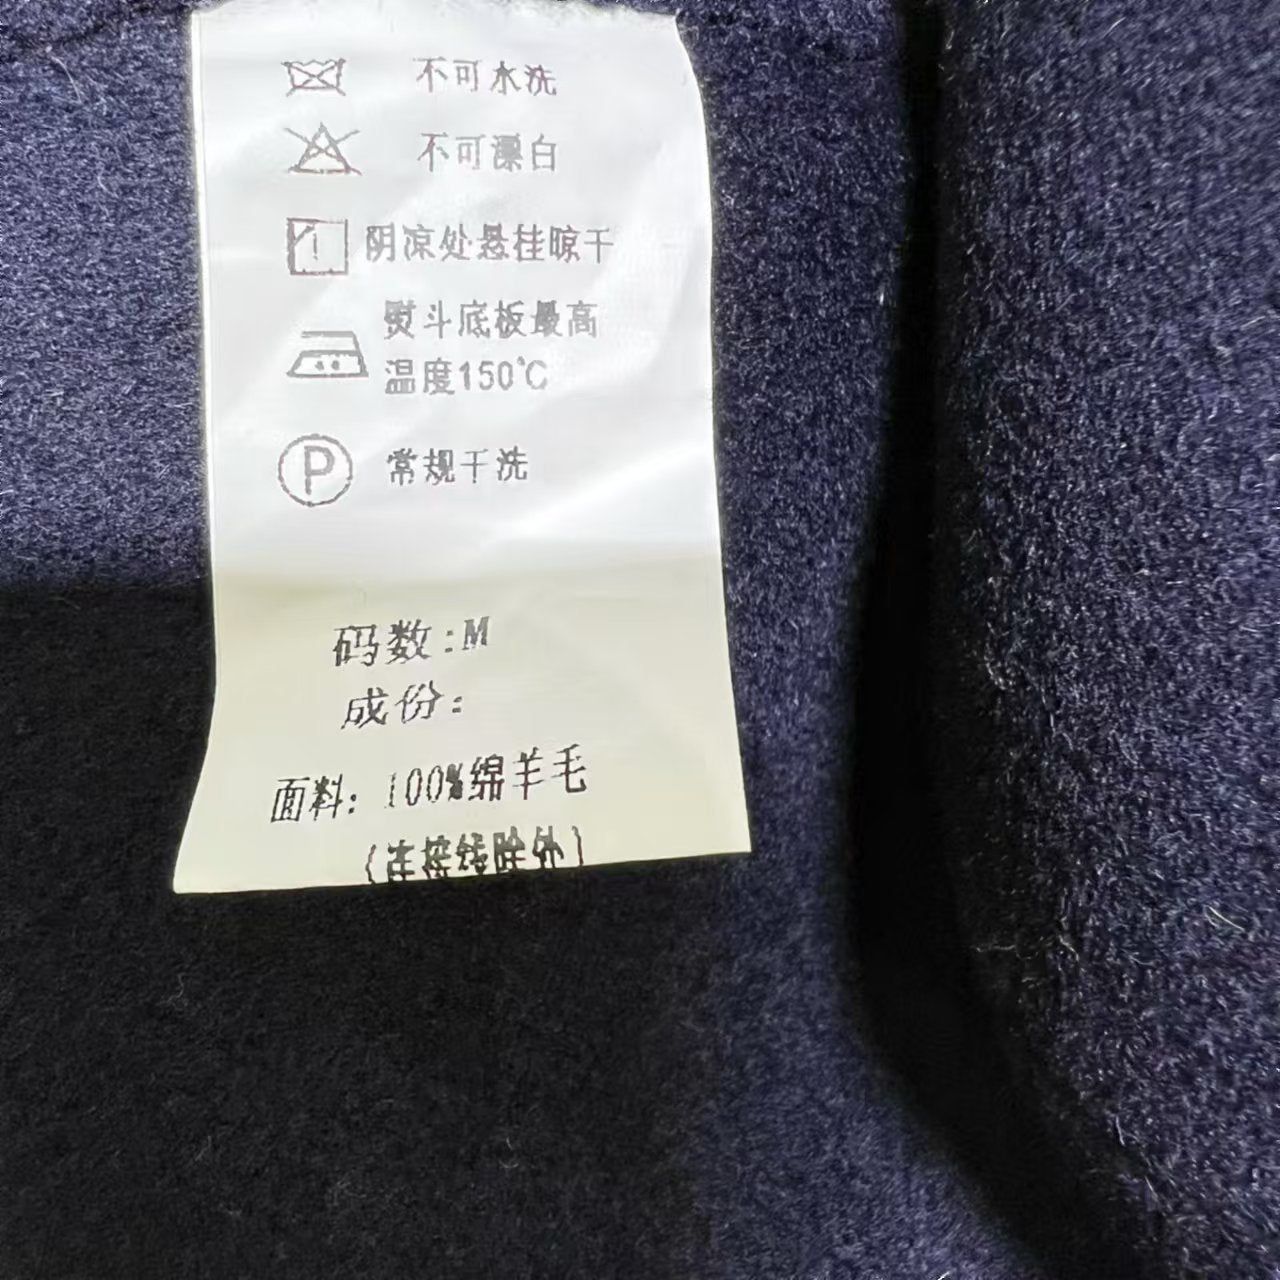 不可水洗
不可漂白
阴凉处悬挂晾干
熨斗底板最高
温度150℃
P 常规干洗
码数:M
成份:
面料: 100%绵羊毛
(连接线除外)